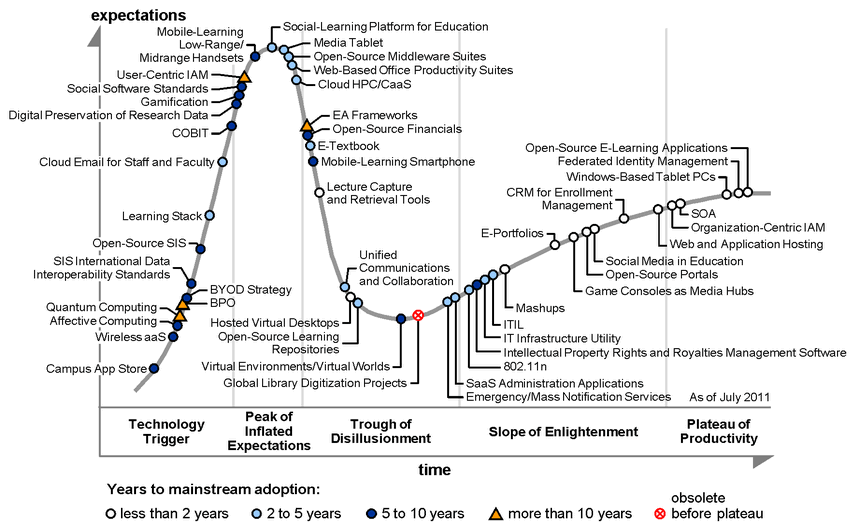 expectations
Mobile-Learning
Low-Range/
Midrange Handsets
User-Centric IAM
Social Software Standards
Gamification
Digital Preservation of Research Data
COBIT
Cloud Email for Staff and Faculty
Learning Stack
Open-Source SIS
SIS International Data
Interoperability Standards
BYOD Strategy
Quantum Computing
BPO
Affective Computing
Wireless aaS
Campus App Store
Social-Learning Platform for Education
Media Tablet
Open-Source Middleware Suites
Web-Based Office Productivity Suites
Cloud HPC/CaaS
EA Frameworks
Open-Source Financials
E-Textbook
Mobile-Learning Smartphone
Lecture Capture
and Retrieval Tools
Unified
Communications
and Collaboration
Hosted Virtual Desktops
Open-Source Learning
Repositories
Virtual Environments/Virtual Worlds
Global Library Digitization Projects
Open-Source E-Learning Applications
Federated Identity Management
Windows-Based Tablet PCs
CRM for Enrollment
Management
E-Portfolios
SOA
Organization-Centric IAM
Web and Application Hosting
Social Media in Education
Open-Source Portals
Game Consoles as Media Hubs
Mashups
ITIL
IT Infrastructure Utility
Intellectual Property Rights and Royalties Management Software
802.11n
SaaS Administration Applications
Emergency/Mass Notification Services
As of July 2011
Technology
Trigger
Peak of
Inflated
Expectations
Trough of
Disillusionment
Slope of Enlightenment
Plateau of
Productivity
time
Years to mainstream adoption:
less than 2 years
2 to 5 years
5 to 10 years
more than 10 years
obsolete
before plateau